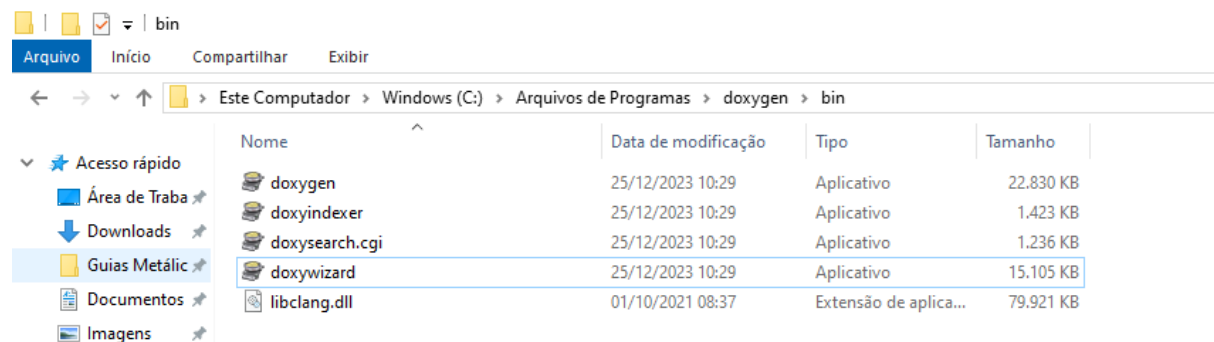 bin
Arquivo Início Compartilhar Exibir
Este Computador > Windows (C:) > Arquivos de Programas > doxygen > bin
Nome Data de modificação Tipo Tamanho
Acesso rápido
Área de Traba
Downloads
Guias Metálic
Documentos
Imagens
doxygen 25/12/2023 10:29 Aplicativo 22.830 KB
doxyindexer 25/12/2023 10:29 Aplicativo 1.423 KB
doxysearch.cgi 25/12/2023 10:29 Aplicativo 1.236 KB
doxywizard 25/12/2023 10:29 Aplicativo 15.105 KB
libclang.dll 01/10/2021 08:37 Extensão de aplica... 79.921 KB